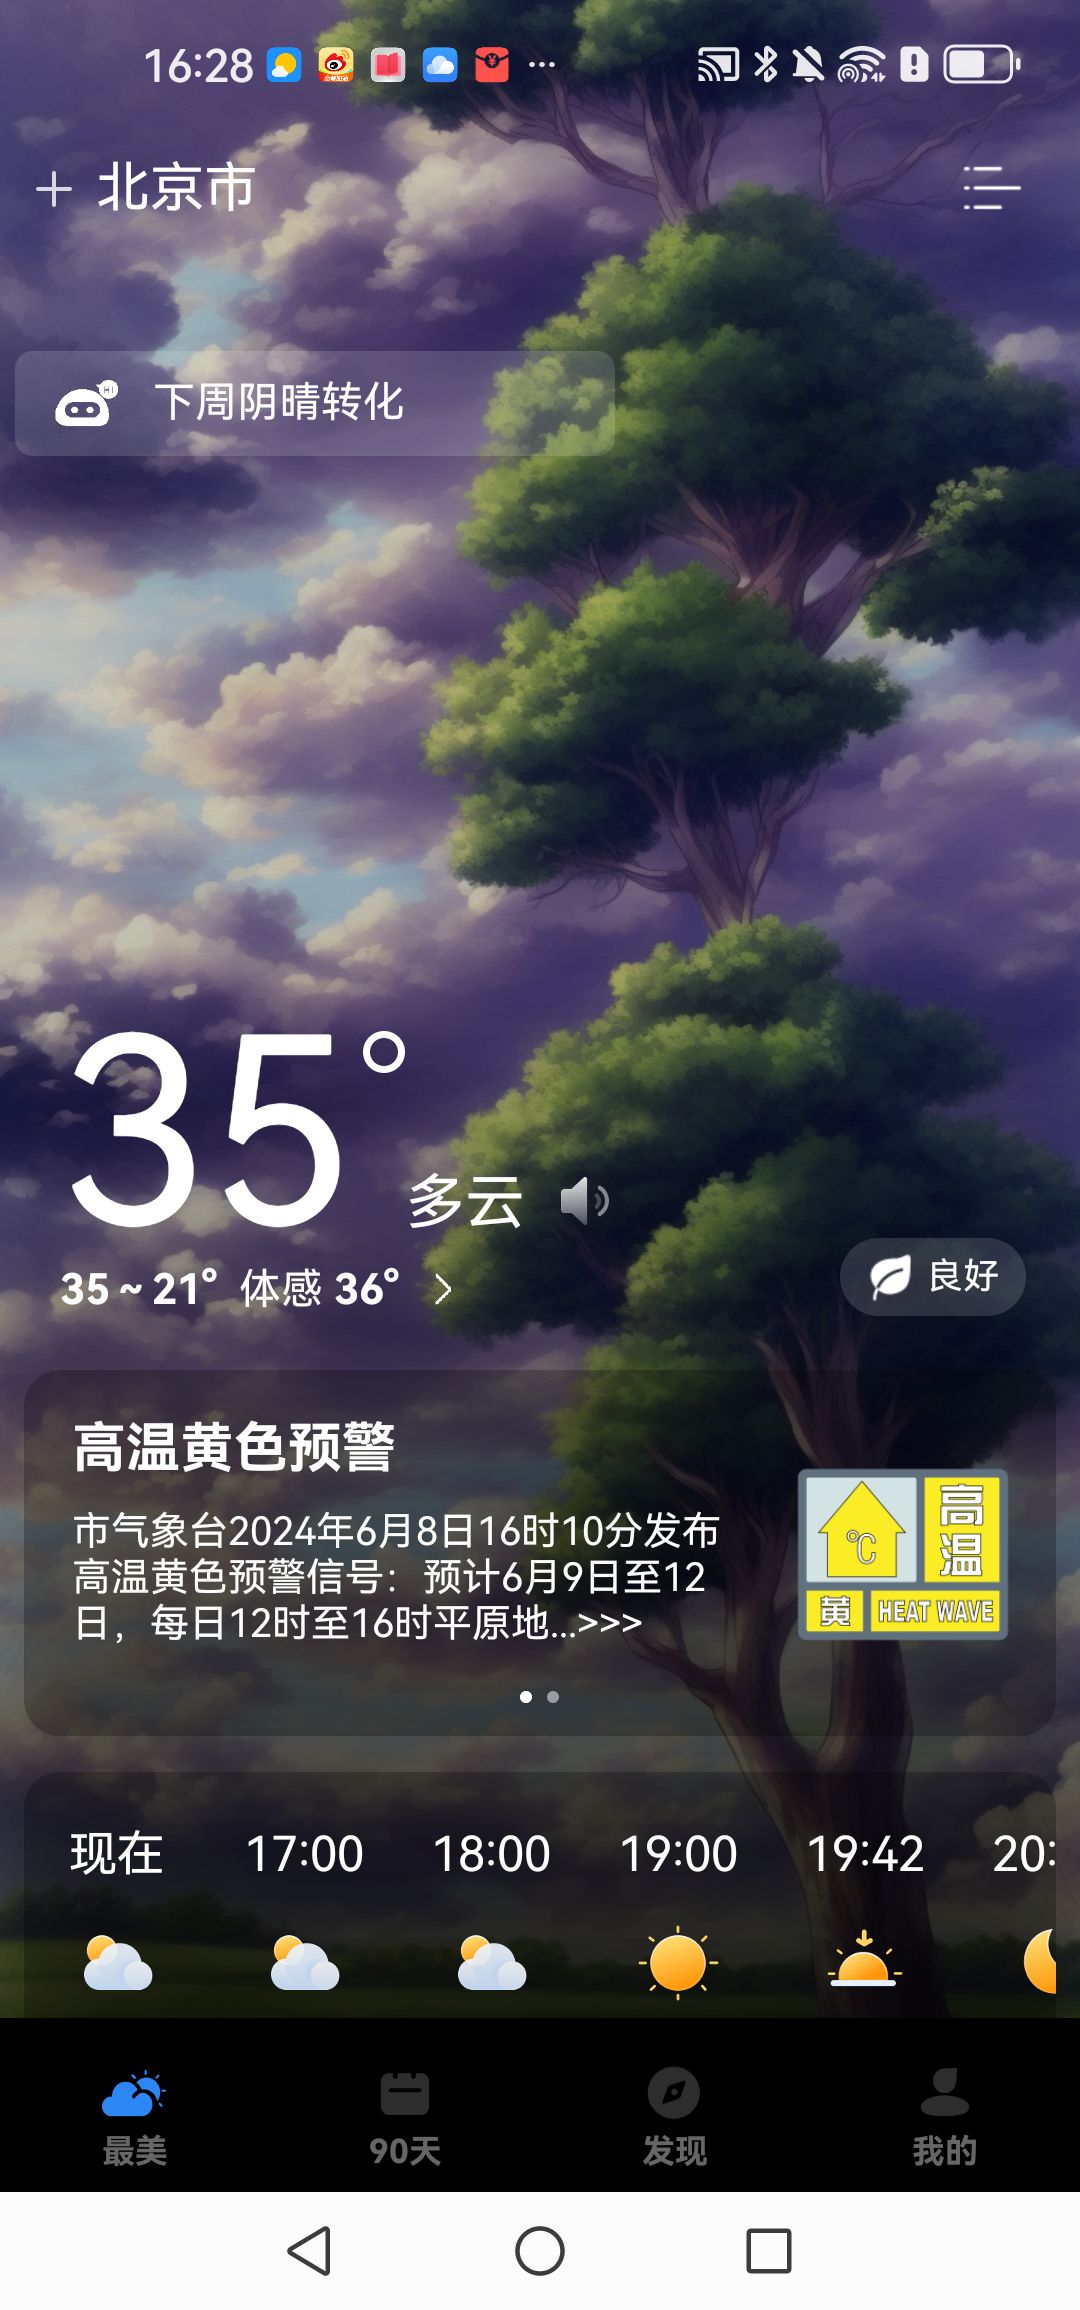 16:28
北京市
下周阴晴转化
35°
多云
35~21° 体感 36°
良好
高温黄色预警
市气象台2024年6月8日16时10分发布
高温黄色预警信号：预计6月9日至12
日，每日12时至16时平原地...>>>
℃
高温
黄
HEAT WAVE
现在 17:00 18:00 19:00 19:42 20:
最美 90天 发现 我的